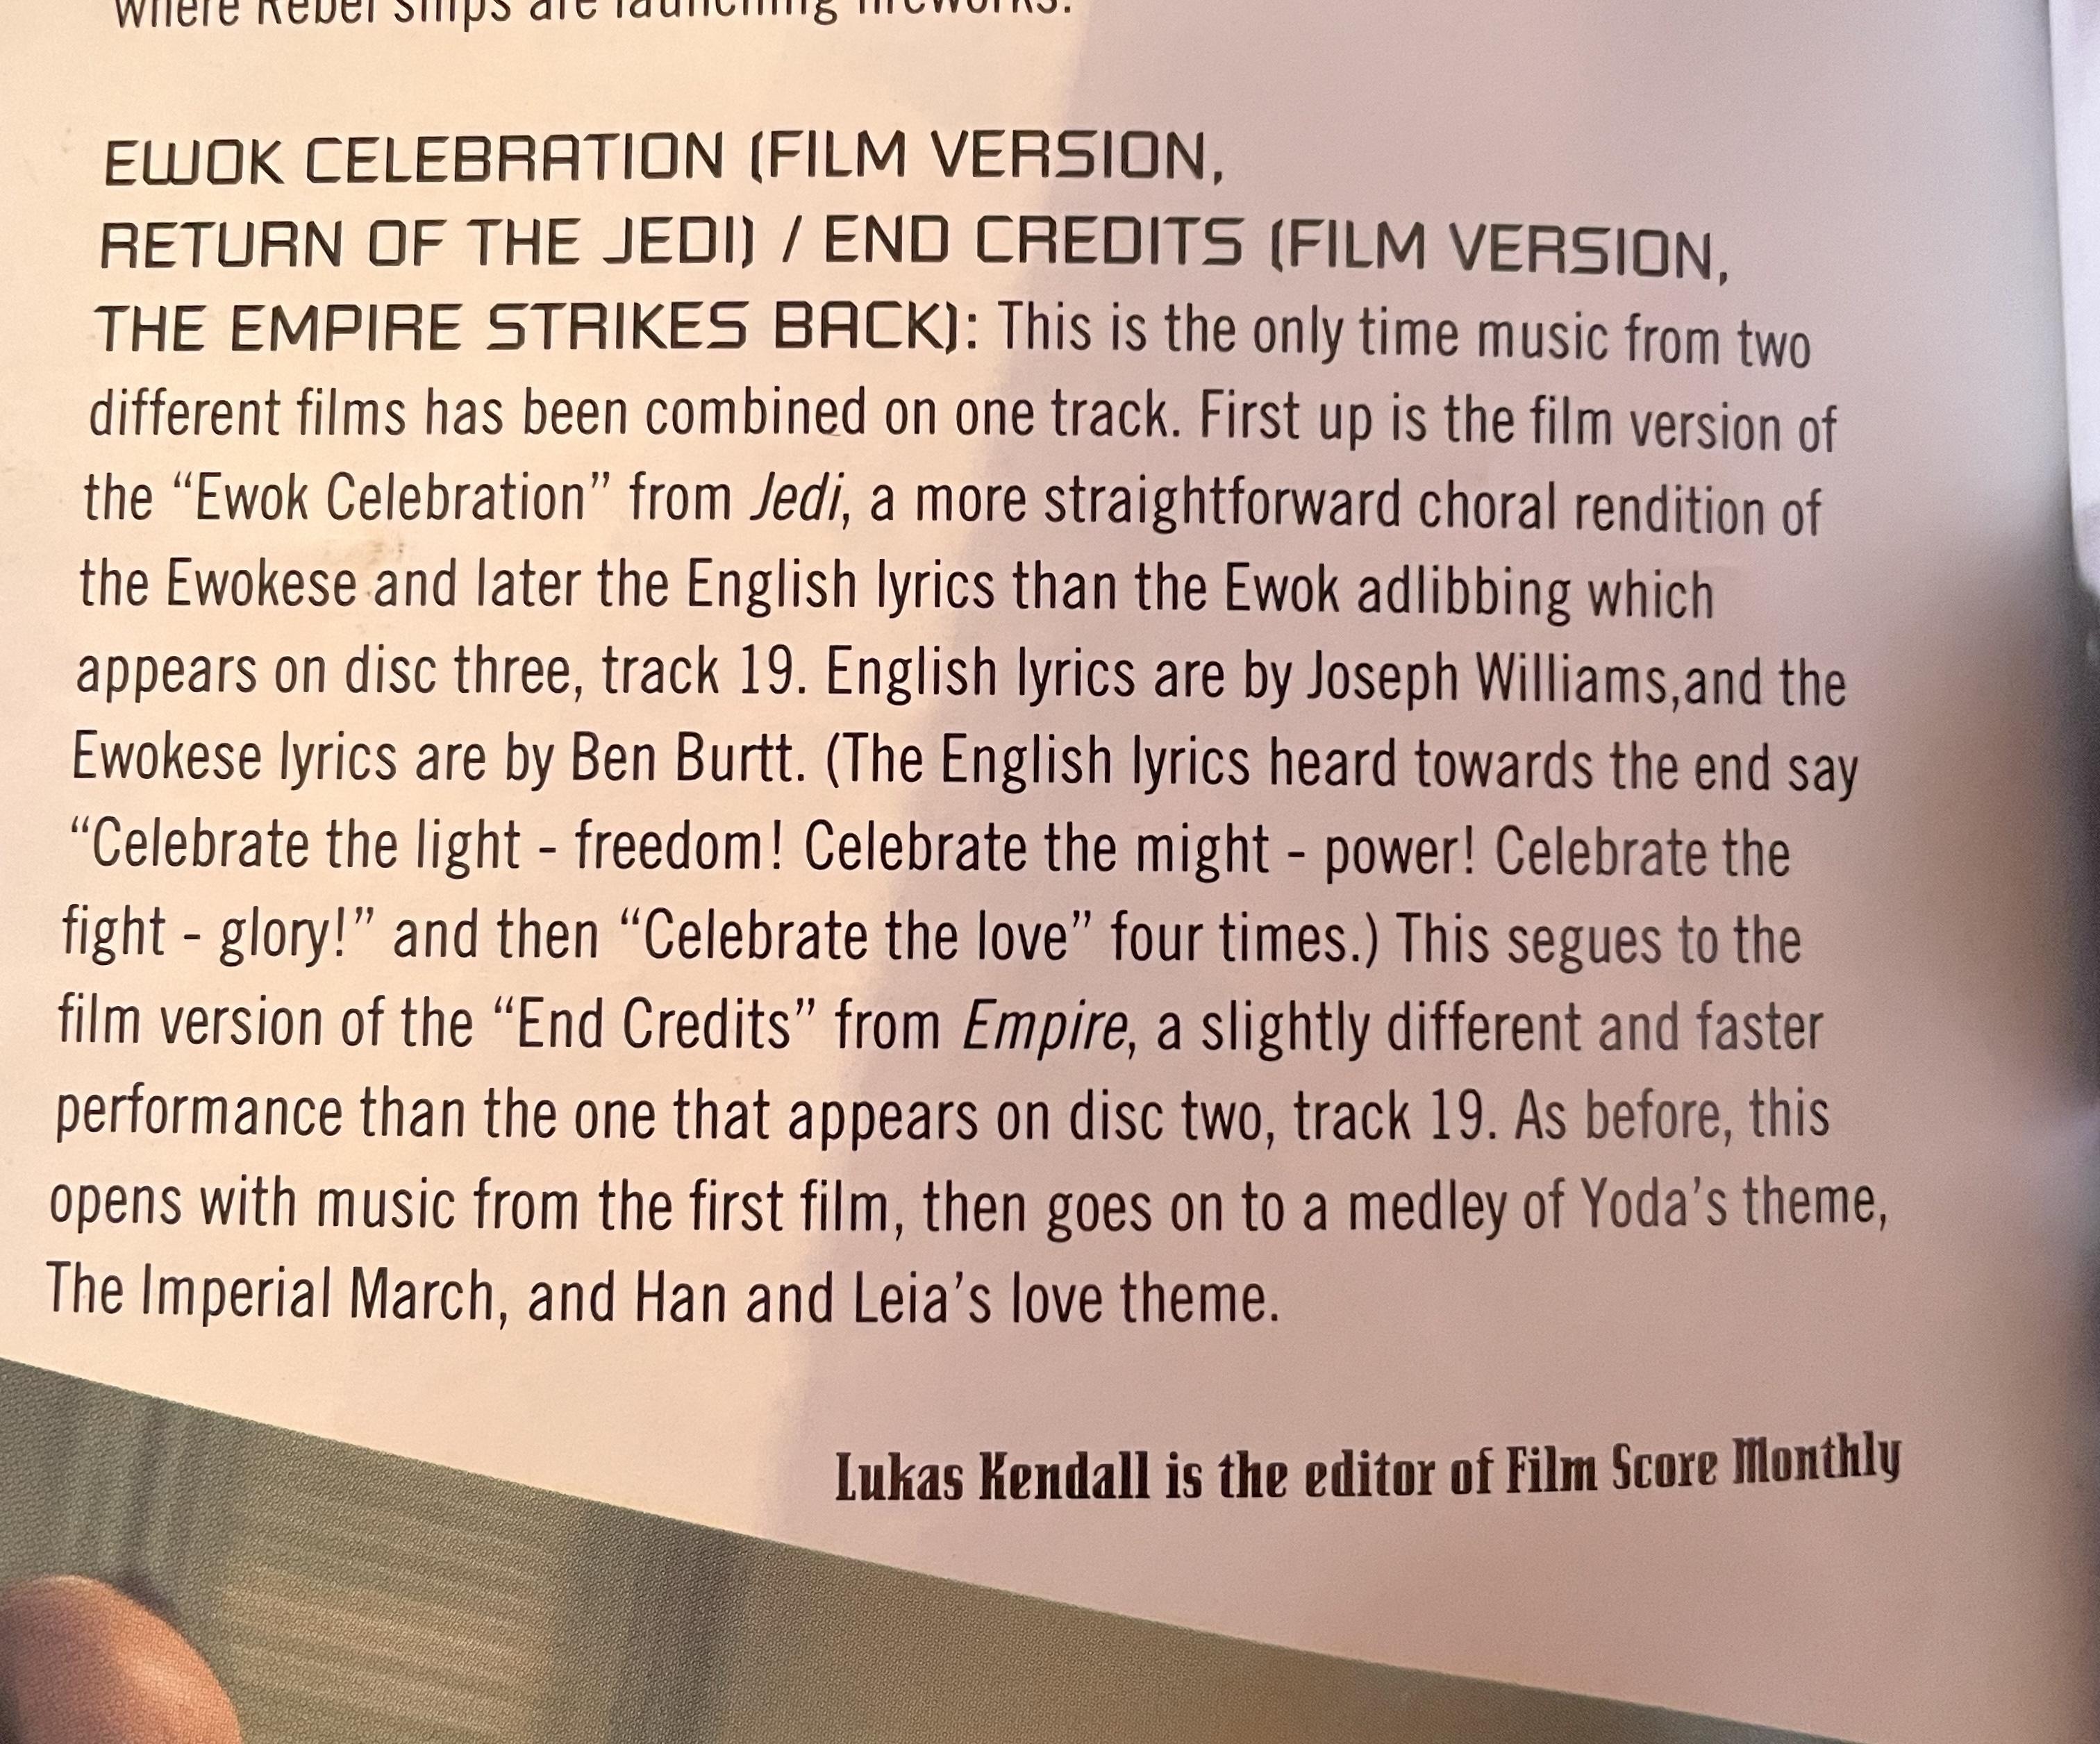 where Rebel ships are launching fireworks.
EWOK CELEBRATION (FILM VERSION,
RETURN OF THE JEDI) / END CREDITS (FILM VERSION,
THE EMPIRE STRIKES BACK): This is the only time music from two
different films has been combined on one track. First up is the film version of
the “Ewok Celebration” from Jedi, a more straightforward choral rendition of
the Ewokese and later the English lyrics than the Ewok adlibbing which
appears on disc three, track 19. English lyrics are by Joseph Williams,and the
Ewokese lyrics are by Ben Burtt. (The English lyrics heard towards the end say
“Celebrate the light - freedom! Celebrate the might - power! Celebrate the
fight - glory!” and then “Celebrate the love” four times.) This segues to the
film version of the “End Credits” from Empire, a slightly different and faster
performance than the one that appears on disc two, track 19. As before, this
opens with music from the first film, then goes on to a medley of Yoda’s theme,
The Imperial March, and Han and Leia’s love theme.
Lukas Kendall is the editor of Film Score Monthly